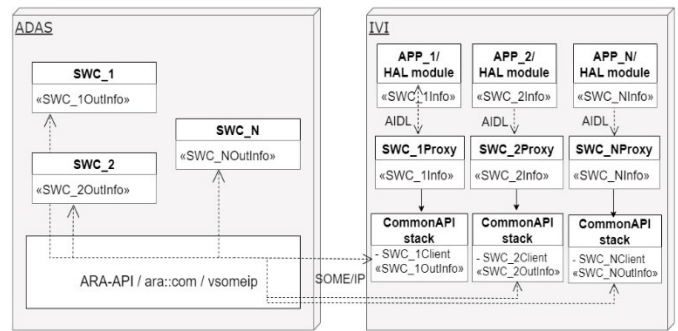 ADAS
SWC_1
«SWC_1OutInfo»
SWC_2
«SWC_2OutInfo»
SWC_N
«SWC_NOutInfo»
ARA-API / ara::com / vsomeip
SOME/IP
IVI
APP_1/
HAL module
«SWC_1Info»
AIDL
SWC_1Proxy
«SWC_1Info»
CommonAPI
stack
- SWC_1Client
«SWC_1OutInfo»
APP_2/
HAL module
«SWC_2Info»
AIDL
SWC_2Proxy
«SWC_2Info»
CommonAPI
stack
- SWC_2Client
«SWC_2OutInfo»
APP_N/
HAL module
«SWC_NInfo»
AIDL
SWC_NProxy
«SWC_NInfo»
CommonAPI
stack
- SWC_NClient
«SWC_NOutInfo»